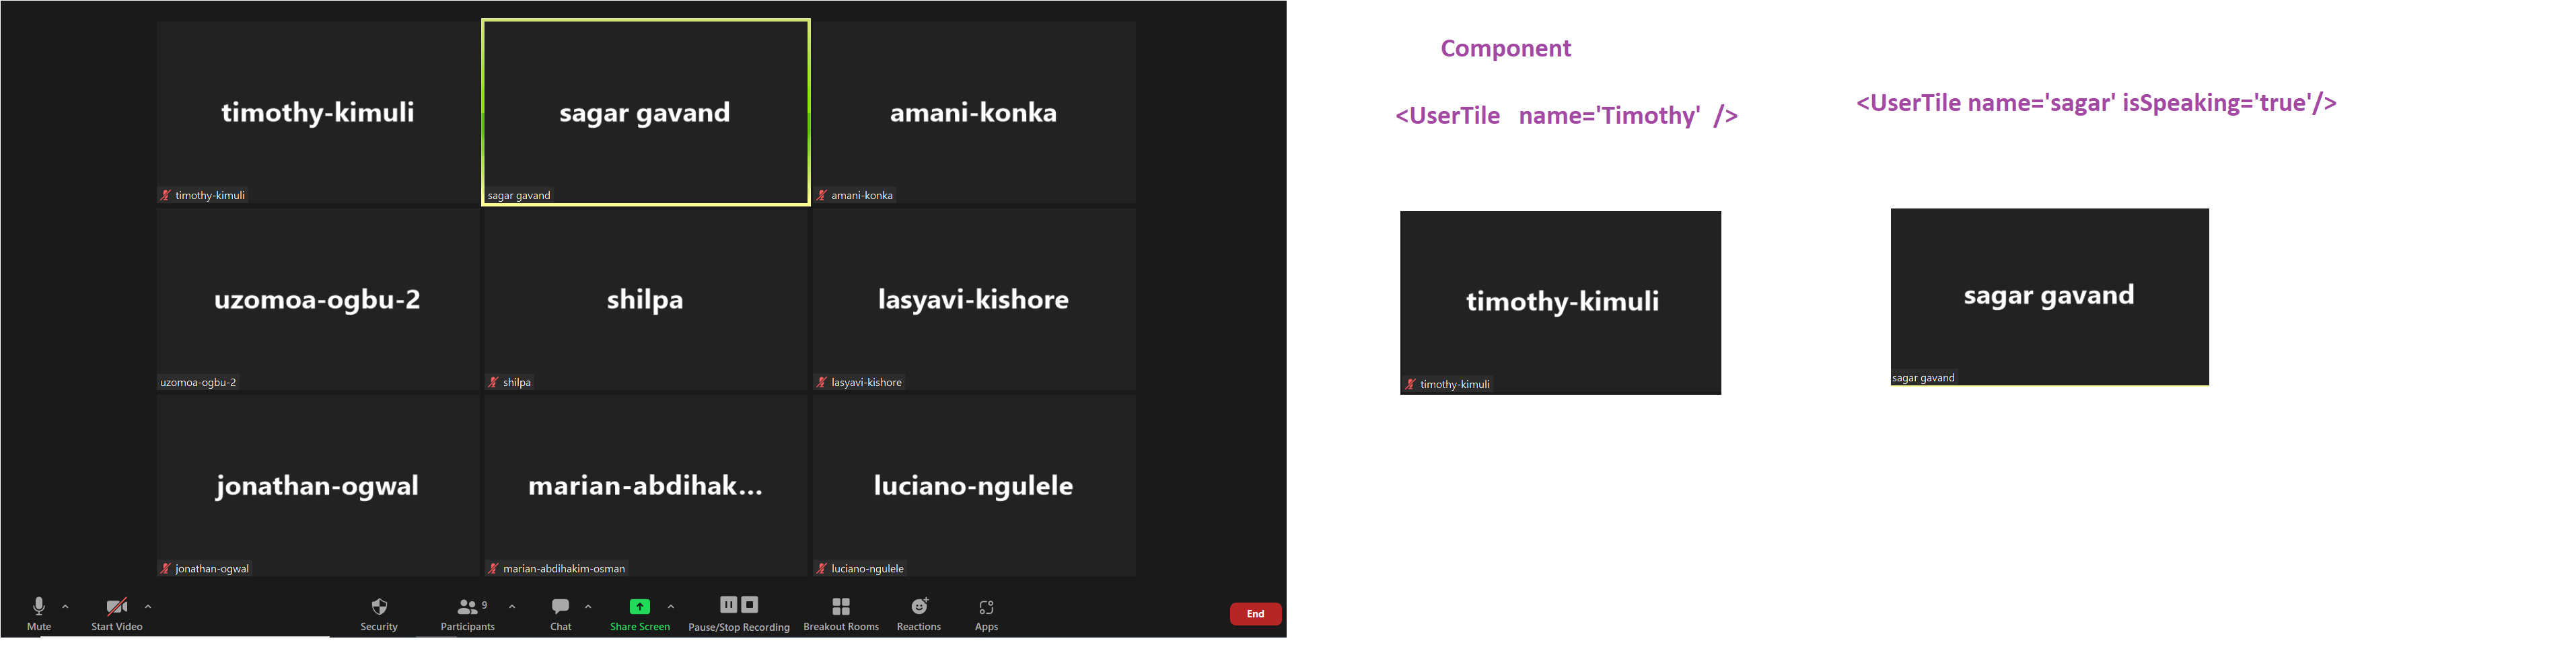 timothy-kimuli
sagar gavand
amani-konka
timothy-kimuli
sagar gavand
amani-konka
uzomoa-ogbu-2
shilpa
lasyavi-kishore
uzomoa-ogbu-2
shilpa
lasyavi-kishore
jonathan-ogwal
marian-abdihak...
luciano-ngulele
jonathan-ogwal
marian-abdihakim-osman
luciano-ngulele
Mute
Start Video
Security
9
Participants
Chat
Share Screen
Pause/Stop Recording
Breakout Rooms
Reactions
Apps
End
Component
<UserTile name='Timothy' />
<UserTile name='sagar' isSpeaking='true'/>
timothy-kimuli
timothy-kimuli
sagar gavand
sagar gavand